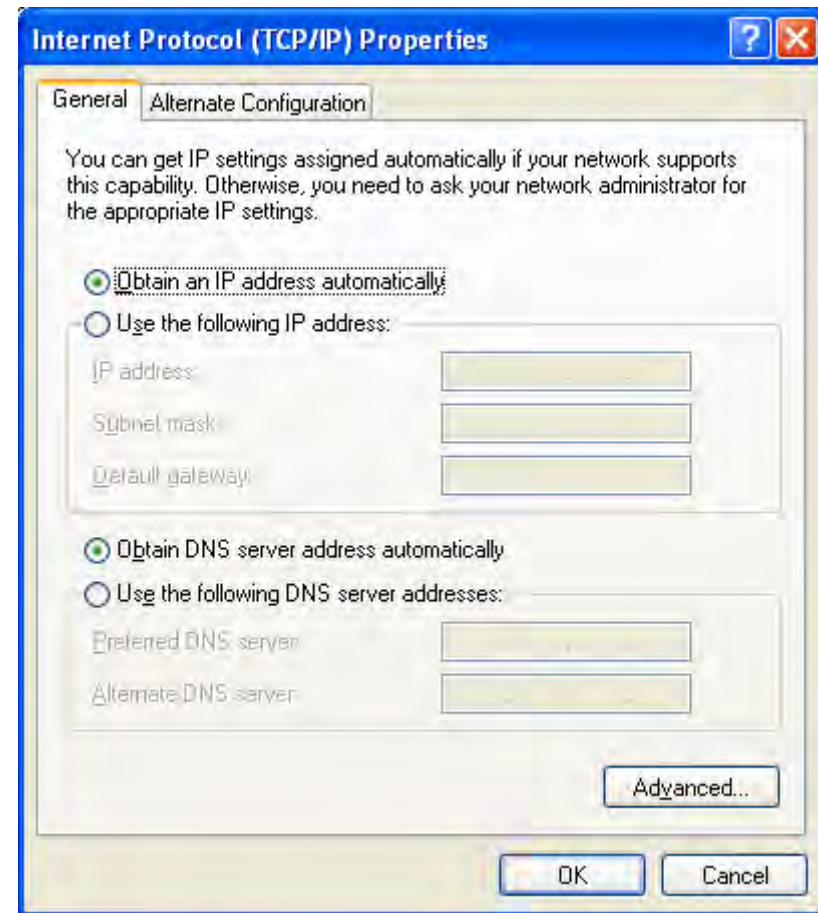 Internet Protocol (TCP/IP) Properties
General
Alternate Configuration
You can get IP settings assigned automatically if your network supports
this capability. Otherwise, you need to ask your network administrator for
the appropriate IP settings.
Obtain an IP address automatically
Use the following IP address:
IP address:
Subnet mask:
Default gateway:
Obtain DNS server address automatically
Use the following DNS server addresses:
Preferred DNS server:
Alternate DNS server:
Advanced...
OK
Cancel